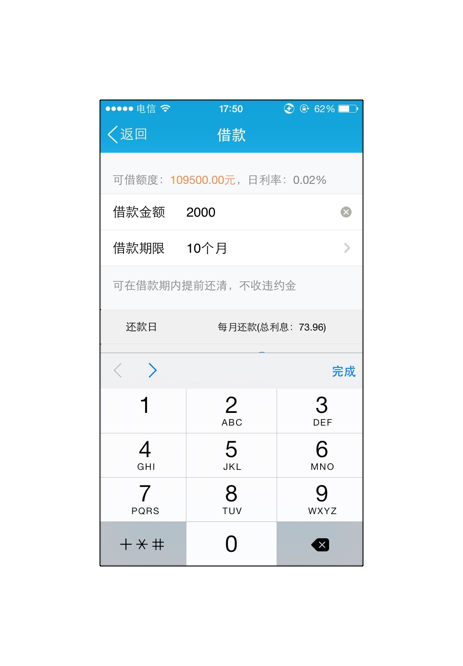 电信 17:50 62%
返回 借款
可借额度：109500.00元，日利率：0.02%
借款金额 2000
借款期限 10个月
可在借款期内提前还清，不收违约金
还款日 每月还款(总利息：73.96)
完成
1 2 3
ABC DEF
4 5 6
GHI JKL MNO
7 8 9
PQRS TUV WXYZ
+*# 0